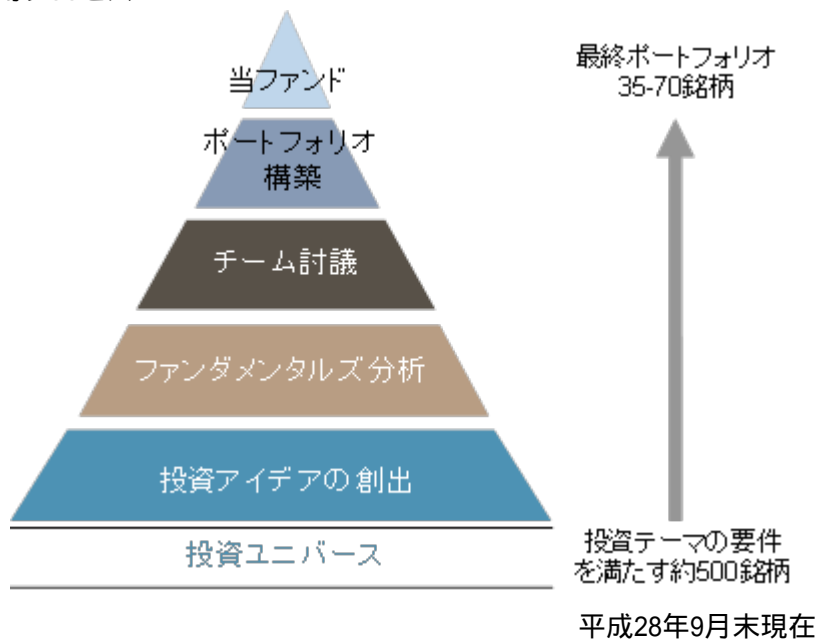 当ファンド
ポートフォリオ
構築
チーム討議
ファンダメンタルズ分析
投資アイデアの創出
投資ユニバース
最終ポートフォリオ
35-70銘柄
投資テーマの要件
を満たす約500銘柄
平成28年9月末現在